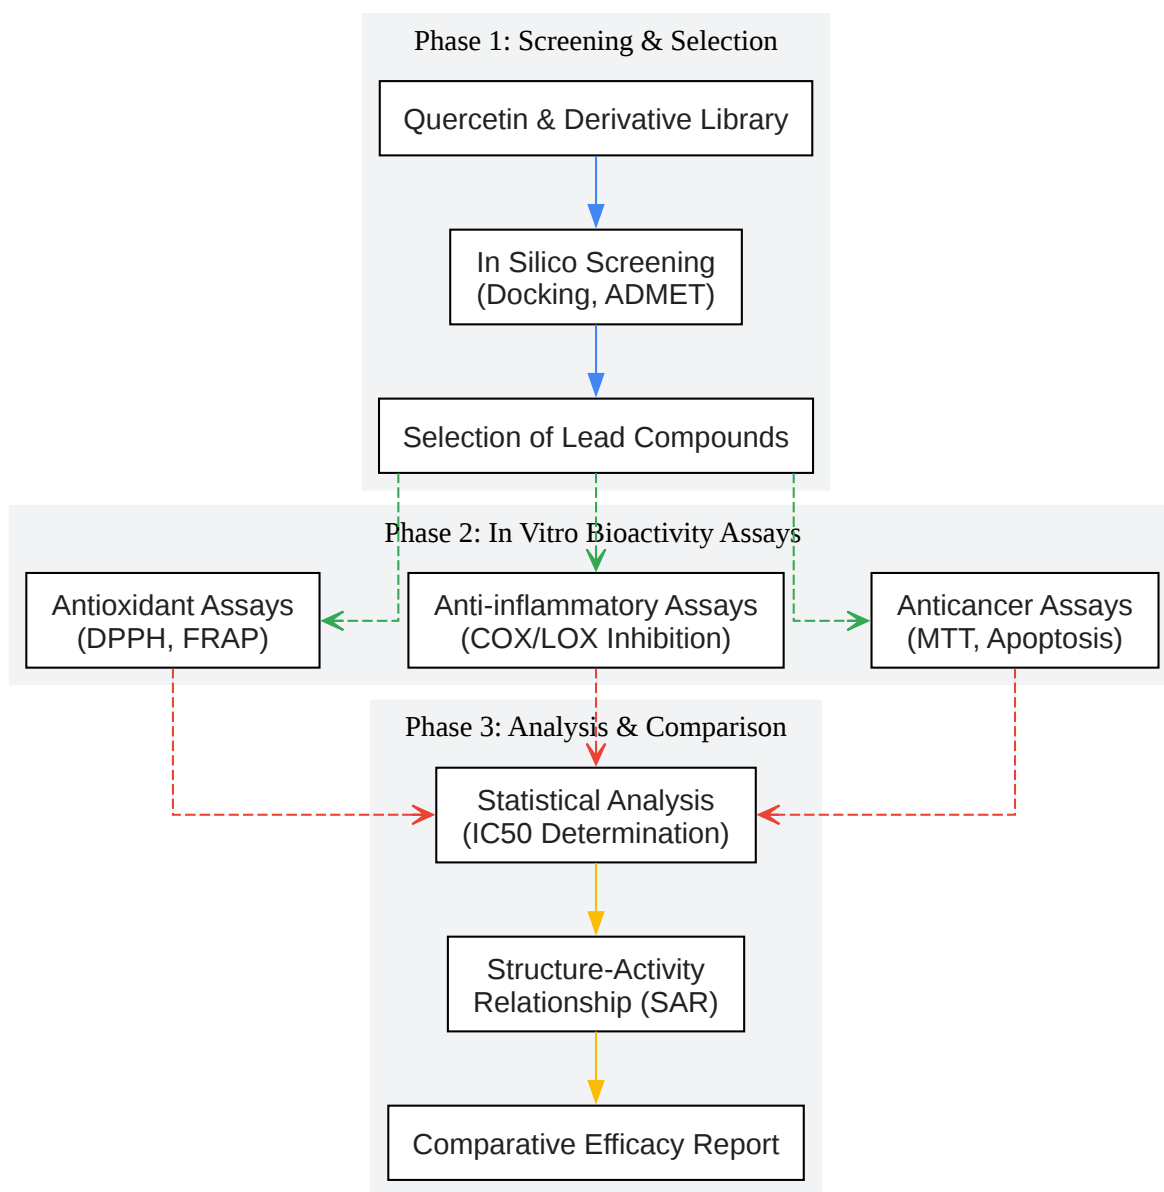 Phase 1: Screening & Selection
Quercetin & Derivative Library
In Silico Screening
(Docking, ADMET)
Selection of Lead Compounds
Phase 2: In Vitro Bioactivity Assays
Antioxidant Assays
(DPPH, FRAP)
Anti-inflammatory Assays
(COX/LOX Inhibition)
Anticancer Assays
(MTT, Apoptosis)
Phase 3: Analysis & Comparison
Statistical Analysis
(IC50 Determination)
Structure-Activity
Relationship (SAR)
Comparative Efficacy Report